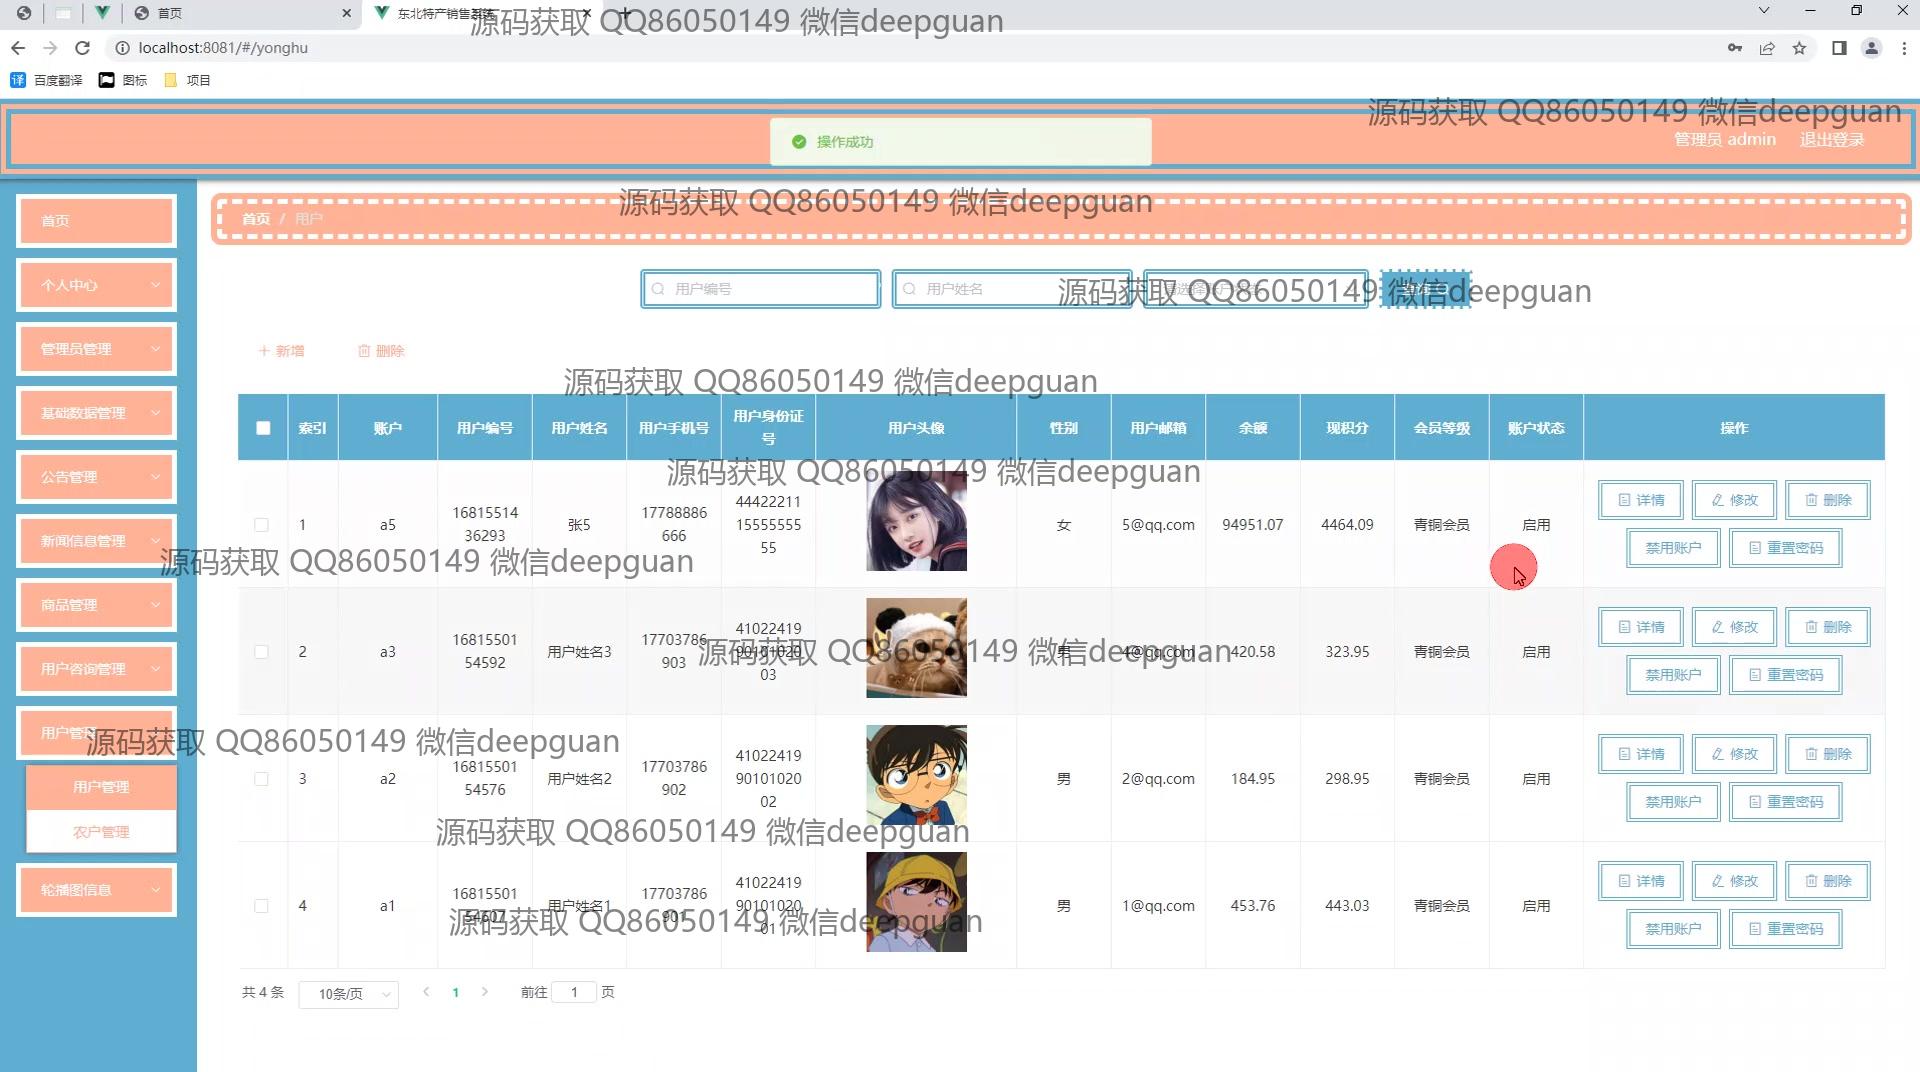 首页
东北特产销售系统
源码获取 QQ86050149 微信deepguan
localhost:8081/#/yonghu
百度翻译 图标 项目
源码获取 QQ86050149 微信deepguan
操作成功
管理员 admin 退出登录
源码获取 QQ86050149 微信deepguan
首页 / 用户
首页
个人中心
管理员管理
基础数据管理
公告管理
新闻信息管理
商品管理
用户咨询管理
用户管理
用户管理
农户管理
轮播图信息
用户编号 用户姓名
源码获取 QQ86050149 微信deepguan
新增 删除
源码获取 QQ86050149 微信deepguan
索引 账户 用户编号 用户姓名 用户手机号 用户身份证号 用户头像 性别 用户邮箱 余额 现积分 会员等级 账户状态 操作
源码获取 QQ86050149 微信deepguan
1 a5 1681551436293 张5 17788886666 444222111555555555 女 5@qq.com 94951.07 4464.09 青铜会员 启用
详情 修改 删除
禁用账户 重置密码
源码获取 QQ86050149 微信deepguan
2 a3 1681550154592 用户姓名3 17703786903 410224199010102003 男 420.58 323.95 青铜会员 启用
详情 修改 删除
禁用账户 重置密码
源码获取 QQ86050149 微信deepguan
源码获取 QQ86050149 微信deepguan
3 a2 1681550154576 用户姓名2 17703786902 410224199010102002 男 2@qq.com 184.95 298.95 青铜会员 启用
详情 修改 删除
禁用账户 重置密码
源码获取 QQ86050149 微信deepguan
4 a1 用户姓名1 17703786901 410224199010102001 男 1@qq.com 453.76 443.03 青铜会员 启用
详情 修改 删除
禁用账户 重置密码
源码获取 QQ86050149 微信deepguan
共 4 条 10条/页 1 前往 1 页